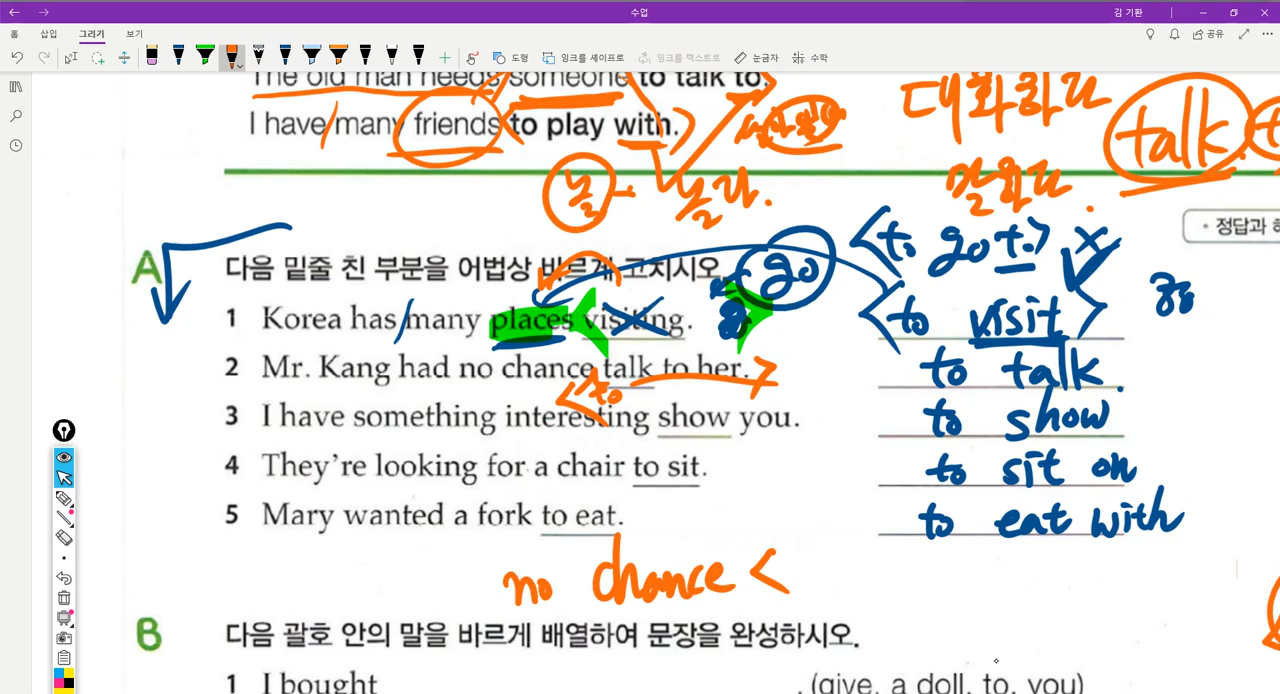 수업
김 기환
홈 삽입 그리기 보기
공유
도형 잉크를 셰이프로 잉크를 텍스트로 눈금자 수학
The old man needs someone to talk to.
I have many friends to play with.
대화하다
talk
말하다.
놀
놀다.
to go to
go
정답과 해
A 다음 밑줄 친 부분을 어법상 바르게 고치시오.
1 Korea has many places visiting. to visit
2 Mr. Kang had no chance talk to her. to talk.
to
3 I have something interesting show you. to show
4 They're looking for a chair to sit. to sit on
5 Mary wanted a fork to eat. to eat with
no chance
B 다음 괄호 안의 말을 바르게 배열하여 문장을 완성하시오.
1 I bought . (give, a doll, to, you)